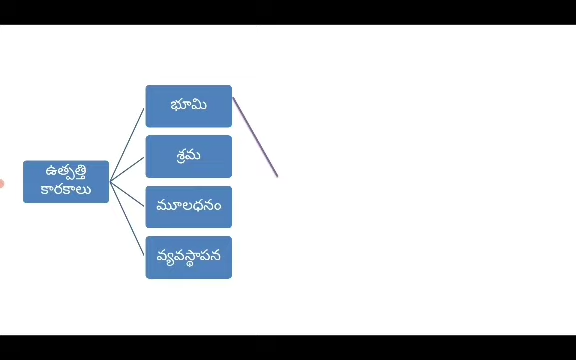 భూమి
శ్రమ
ఉత్పత్తి
కారకాలు
మూలధనం
వ్యవస్థాపన